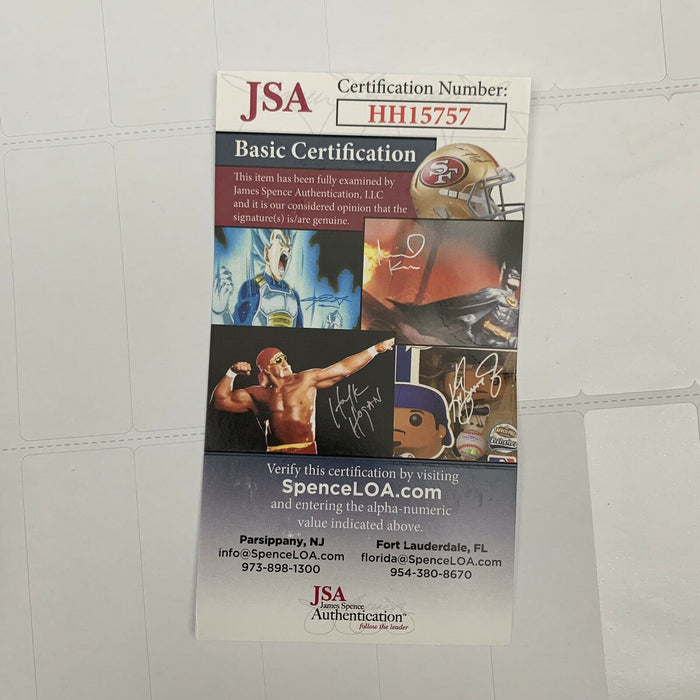 JSA
Certification Number:
HH15757
Basic Certification
This item has been fully examined by
James Spence Authentication, LLC
and it is our considered opinion that the
signature(s) is/are genuine.
SF
Hulk
Hogan
Verify this certification by visiting
SpenceLOA.com
and entering the alpha-numeric
value indicated above.
Parsippany, NJ
info@SpenceLOA.com
973-898-1300
Fort Lauderdale, FL
florida@SpenceLOA.com
954-380-8670
JSA
James Spence
Authentication
follow the leader